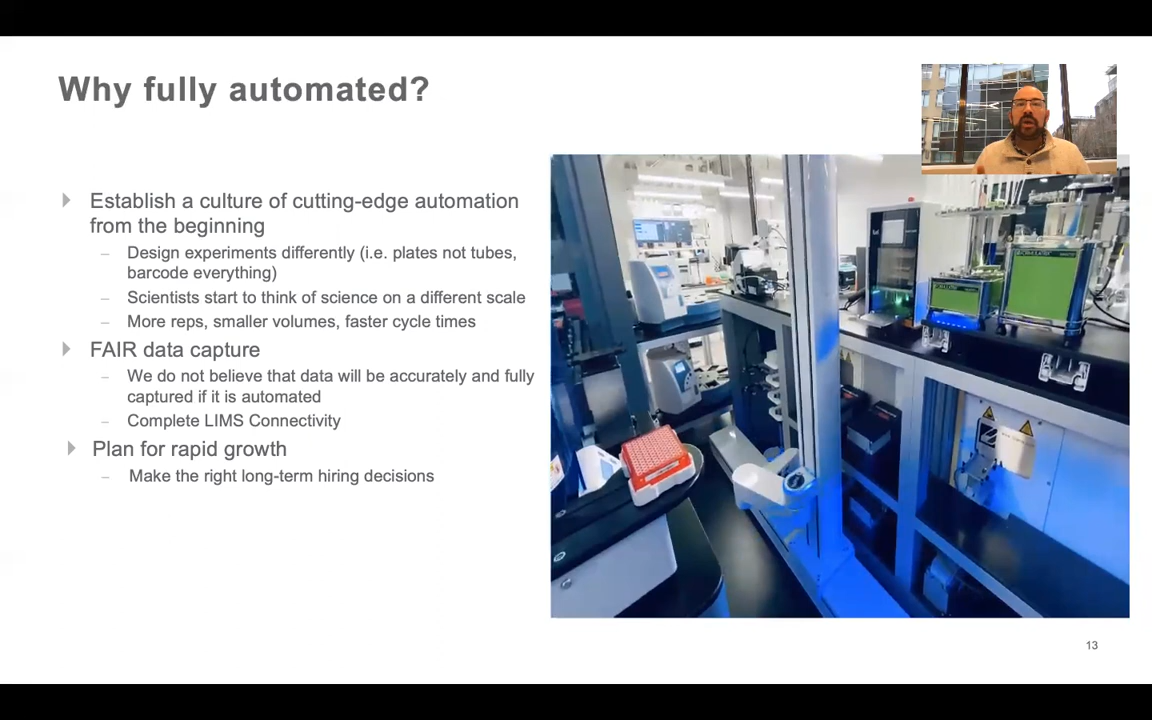 Why fully automated?
Establish a culture of cutting-edge automation
from the beginning
– Design experiments differently (i.e. plates not tubes,
barcode everything)
– Scientists start to think of science on a different scale
– More reps, smaller volumes, faster cycle times
FAIR data capture
– We do not believe that data will be accurately and fully
captured if it is automated
– Complete LIMS Connectivity
Plan for rapid growth
– Make the right long-term hiring decisions
13